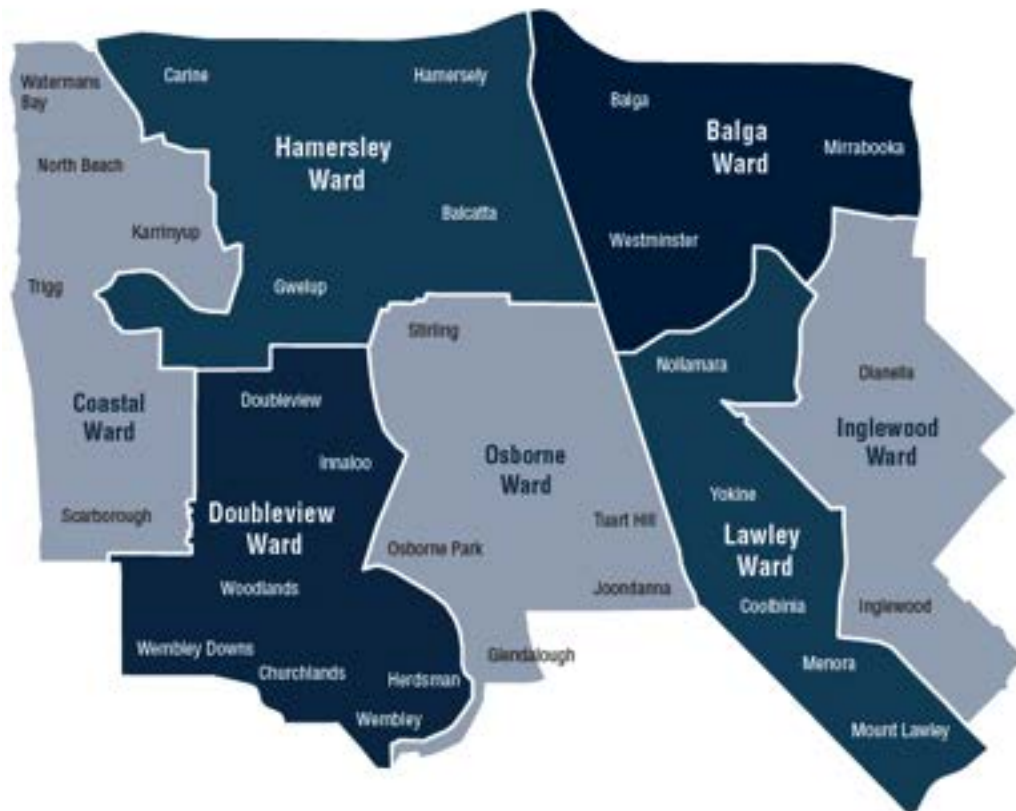 Watermans
Bay
Carine
Hamersely
Balga
Hamersley
Ward
Balga
Ward
Mirrabooka
North Beach
Karrinyup
Balcatta
Westminster
Trigg
Gwelup
Stirling
Nollamara
Dianella
Coastal
Ward
Doubleview
Innaloo
Osborne
Ward
Inglewood
Ward
Scarborough
Doubleview
Ward
Yokine
Tuart Hill
Lawley
Ward
Osborne Park
Woodlands
Joondanna
Coolbinia
Inglewood
Wembley Downs
Churchlands
Herdsman
Glendalough
Menora
Wembley
Mount Lawley